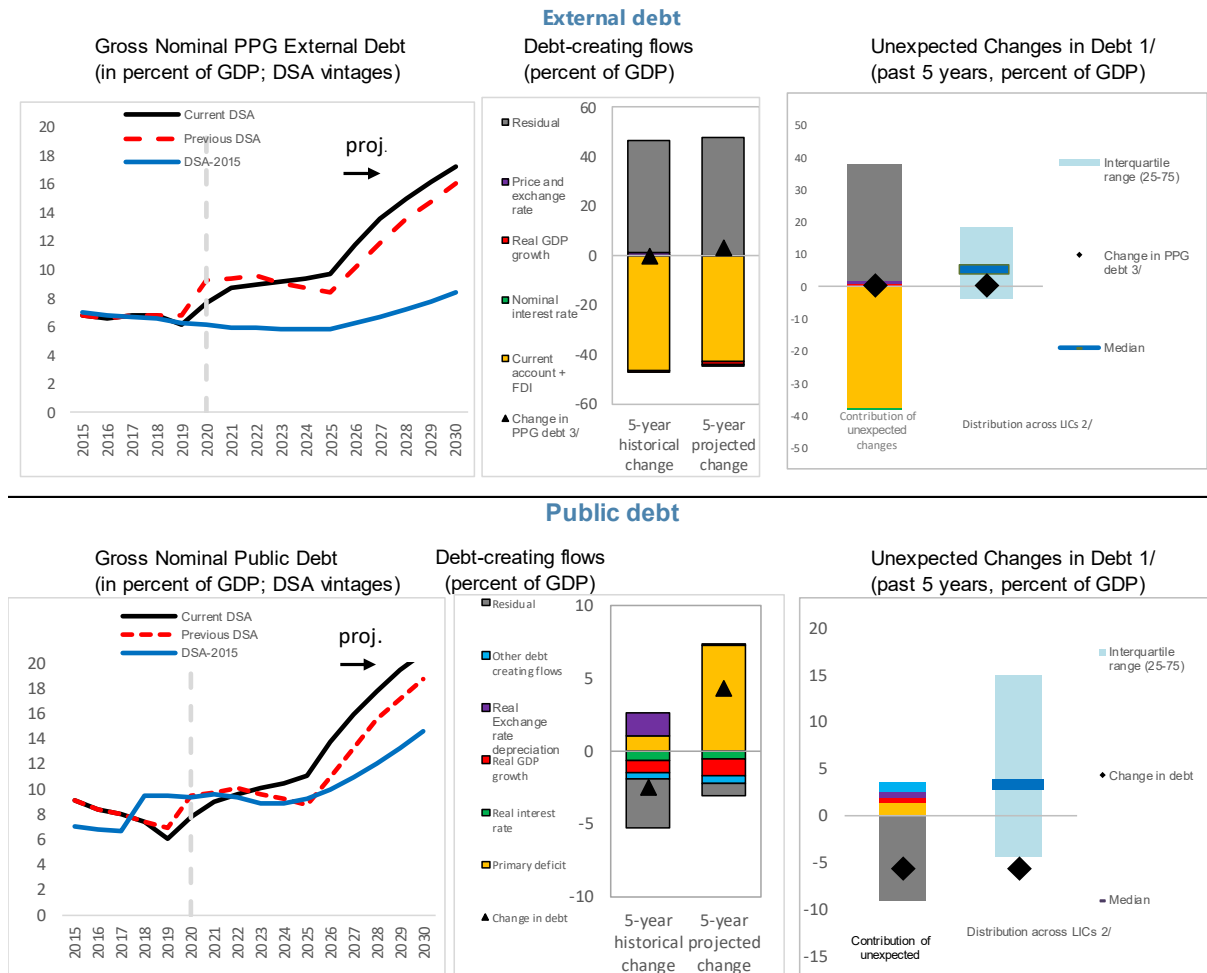 External debt
Gross Nominal PPG External Debt
(in percent of GDP; DSA vintages)
Current DSA
Previous DSA
DSA-2015
proj.
20
18
16
14
12
10
8
6
4
2
0
2015
2016
2017
2018
2019
2020
2021
2022
2023
2024
2025
2026
2027
2028
2029
2030
Debt-creating flows
(percent of GDP)
Residual
Price and
exchange
rate
Real GDP
growth
Nominal
interest rate
Current
account +
FDI
Change in
PPG debt 3/
60
40
20
0
-20
-40
-60
5-year
historical
change
5-year
projected
change
Unexpected Changes in Debt 1/
(past 5 years, percent of GDP)
50
40
30
20
10
0
-10
-20
-30
-40
-50
Contribution of
unexpected
changes
Distribution across LICs 2/
Interquartile
range (25-75)
Change in PPG
debt 3/
Median
Public debt
Gross Nominal Public Debt
(in percent of GDP; DSA vintages)
Current DSA
Previous DSA
DSA-2015
proj.
20
18
16
14
12
10
8
6
4
2
0
2015
2016
2017
2018
2019
2020
2021
2022
2023
2024
2025
2026
2027
2028
2029
2030
Debt-creating flows
(percent of GDP)
Residual
Other debt
creating flows
Real
Exchange
rate
depreciation
Real GDP
growth
Real interest
rate
Primary deficit
Change in debt
10
5
0
-5
-10
5-year
historical
change
5-year
projected
change
Unexpected Changes in Debt 1/
(past 5 years, percent of GDP)
20
15
10
5
0
-5
-10
-15
Contribution of
unexpected
Distribution across LICs 2/
Interquartile
range (25-75)
Change in debt
Median